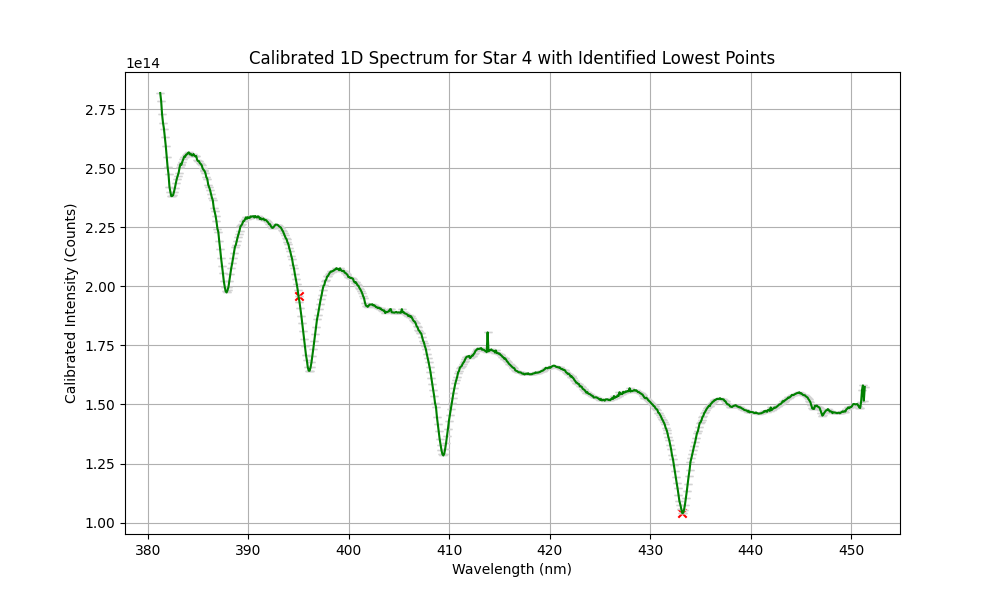 Calibrated 1D Spectrum for Star 4 with Identified Lowest Points
1e14
2.75
2.50
2.25
2.00
1.75
1.50
1.25
1.00
Calibrated Intensity (Counts)
380 390 400 410 420 430 440 450
Wavelength (nm)